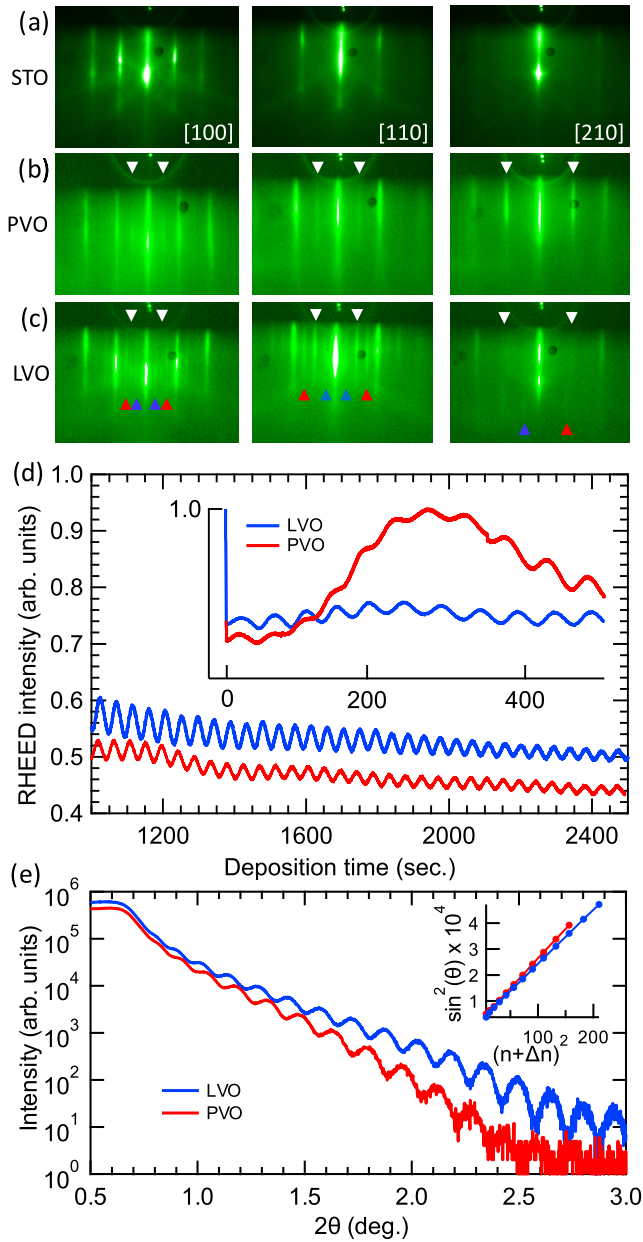 (a)
STO
[100]
[110]
[210]
(b)
PVO
(c)
LVO
(d)
1.0
0.9
0.8
0.7
0.6
0.5
0.4
RHEED intensity (arb. units)
1.0
LVO
PVO
0
200
400
1200
1600
2000
2400
Deposition time (sec.)
(e)
10^6
10^5
10^4
10^3
10^2
10^1
10^0
Intensity (arb. units)
LVO
PVO
sin^2(θ) x 10^4
4
3
2
1
100
200
(n+Δn)^2
0.5
1.0
1.5
2.0
2.5
3.0
2θ (deg.)